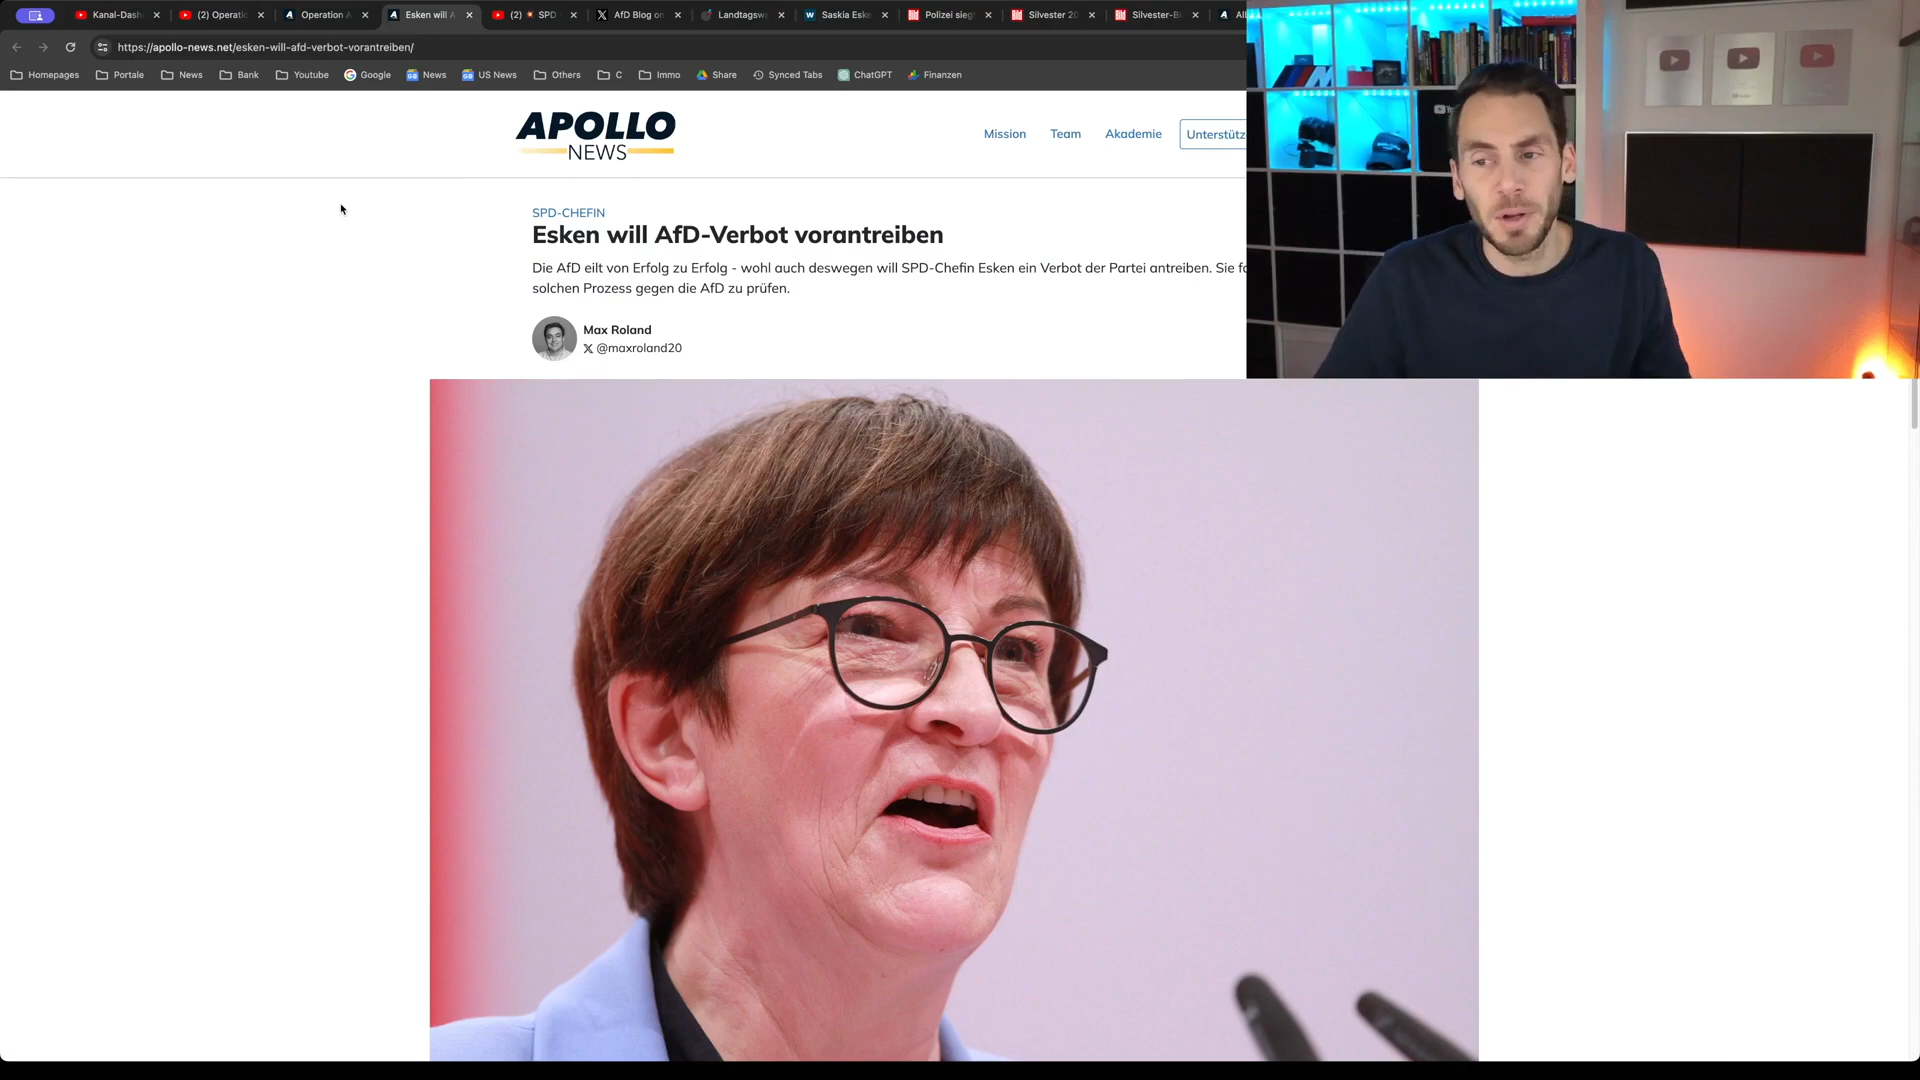 Kanal-Dash
(2) Operati
Operation A
Esken will A
(2) SPD
AfD Blog on
Landtagswa
Saskia Eske
Polizei sieg
Silvester 20
Silvester-Bi
https://apollo-news.net/esken-will-afd-verbot-vorantreiben/
Homepages
Portale
News
Bank
Youtube
Google
News
US News
Others
C
Immo
Share
Synced Tabs
ChatGPT
Finanzen
APOLLO
NEWS
Mission
Team
Akademie
Unterstütz
SPD-CHEFIN
Esken will AfD-Verbot vorantreiben
Die AfD eilt von Erfolg zu Erfolg - wohl auch deswegen will SPD-Chefin Esken ein Verbot der Partei antreiben. Sie fo
solchen Prozess gegen die AfD zu prüfen.
Max Roland
@maxroland20